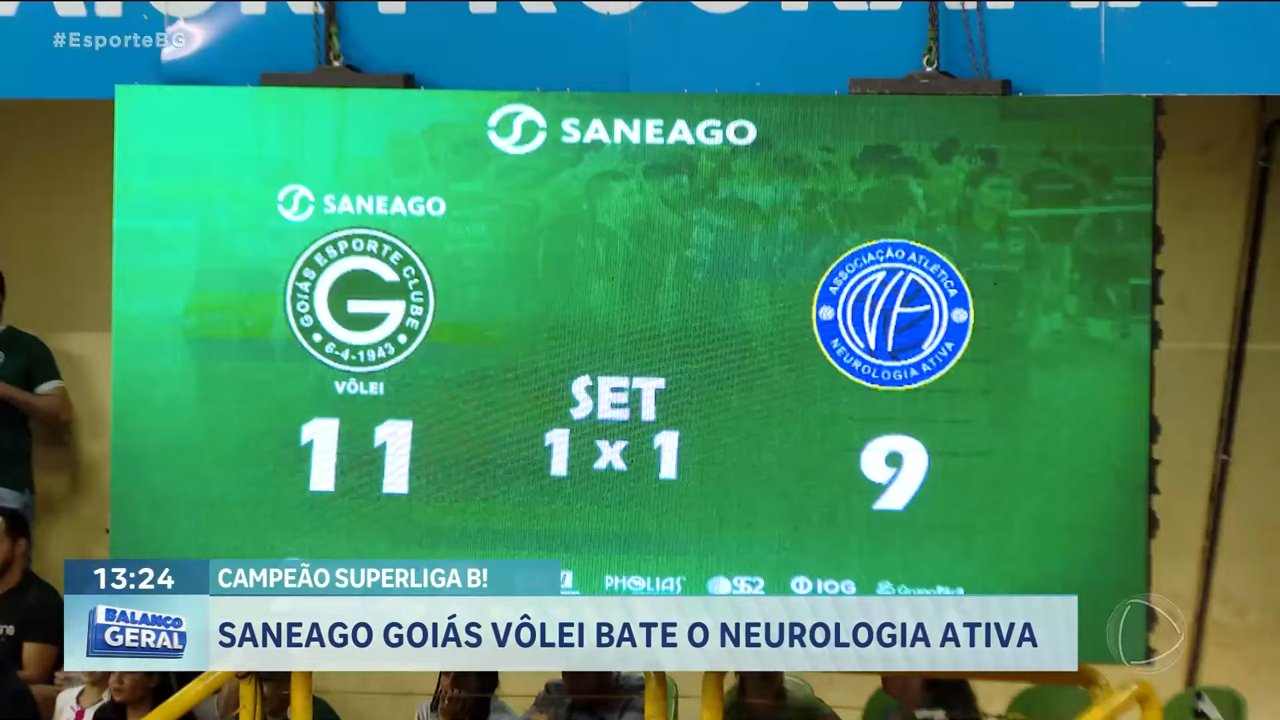 #EsporteBG
SANEAGO
SANEAGO
GOIÁS ESPORTE CLUBE
6-4-1943
VÔLEI
ASSOCIAÇÃO ATLÉTICA
NA
NEUROLOGIA ATIVA
SET
1 x 1
11
9
PHOLIAS
IOG
13:24
CAMPEÃO SUPERLIGA B!
BALANÇO
GERAL
SANEAGO GOIÁS VÔLEI BATE O NEUROLOGIA ATIVA